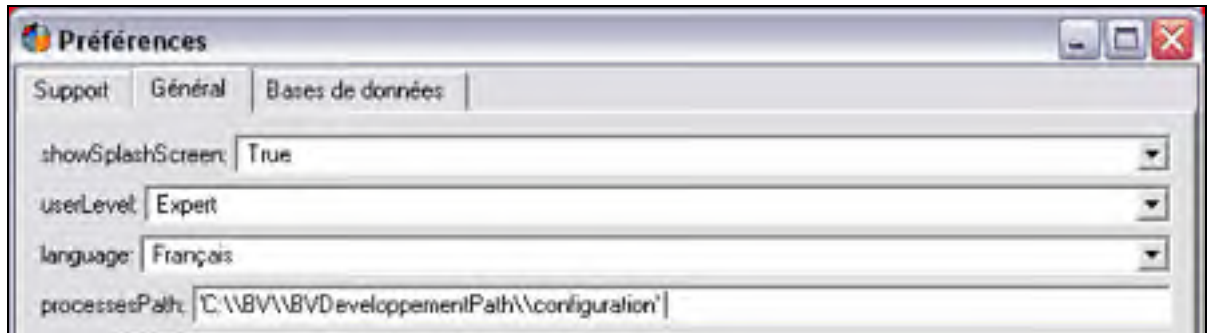 Préférences
Support Général Bases de données
showSplashScreen: True
userLevel: Expert
language: Français
processesPath: 'C:\\BV\\BVDeveloppementPath\\configuration'